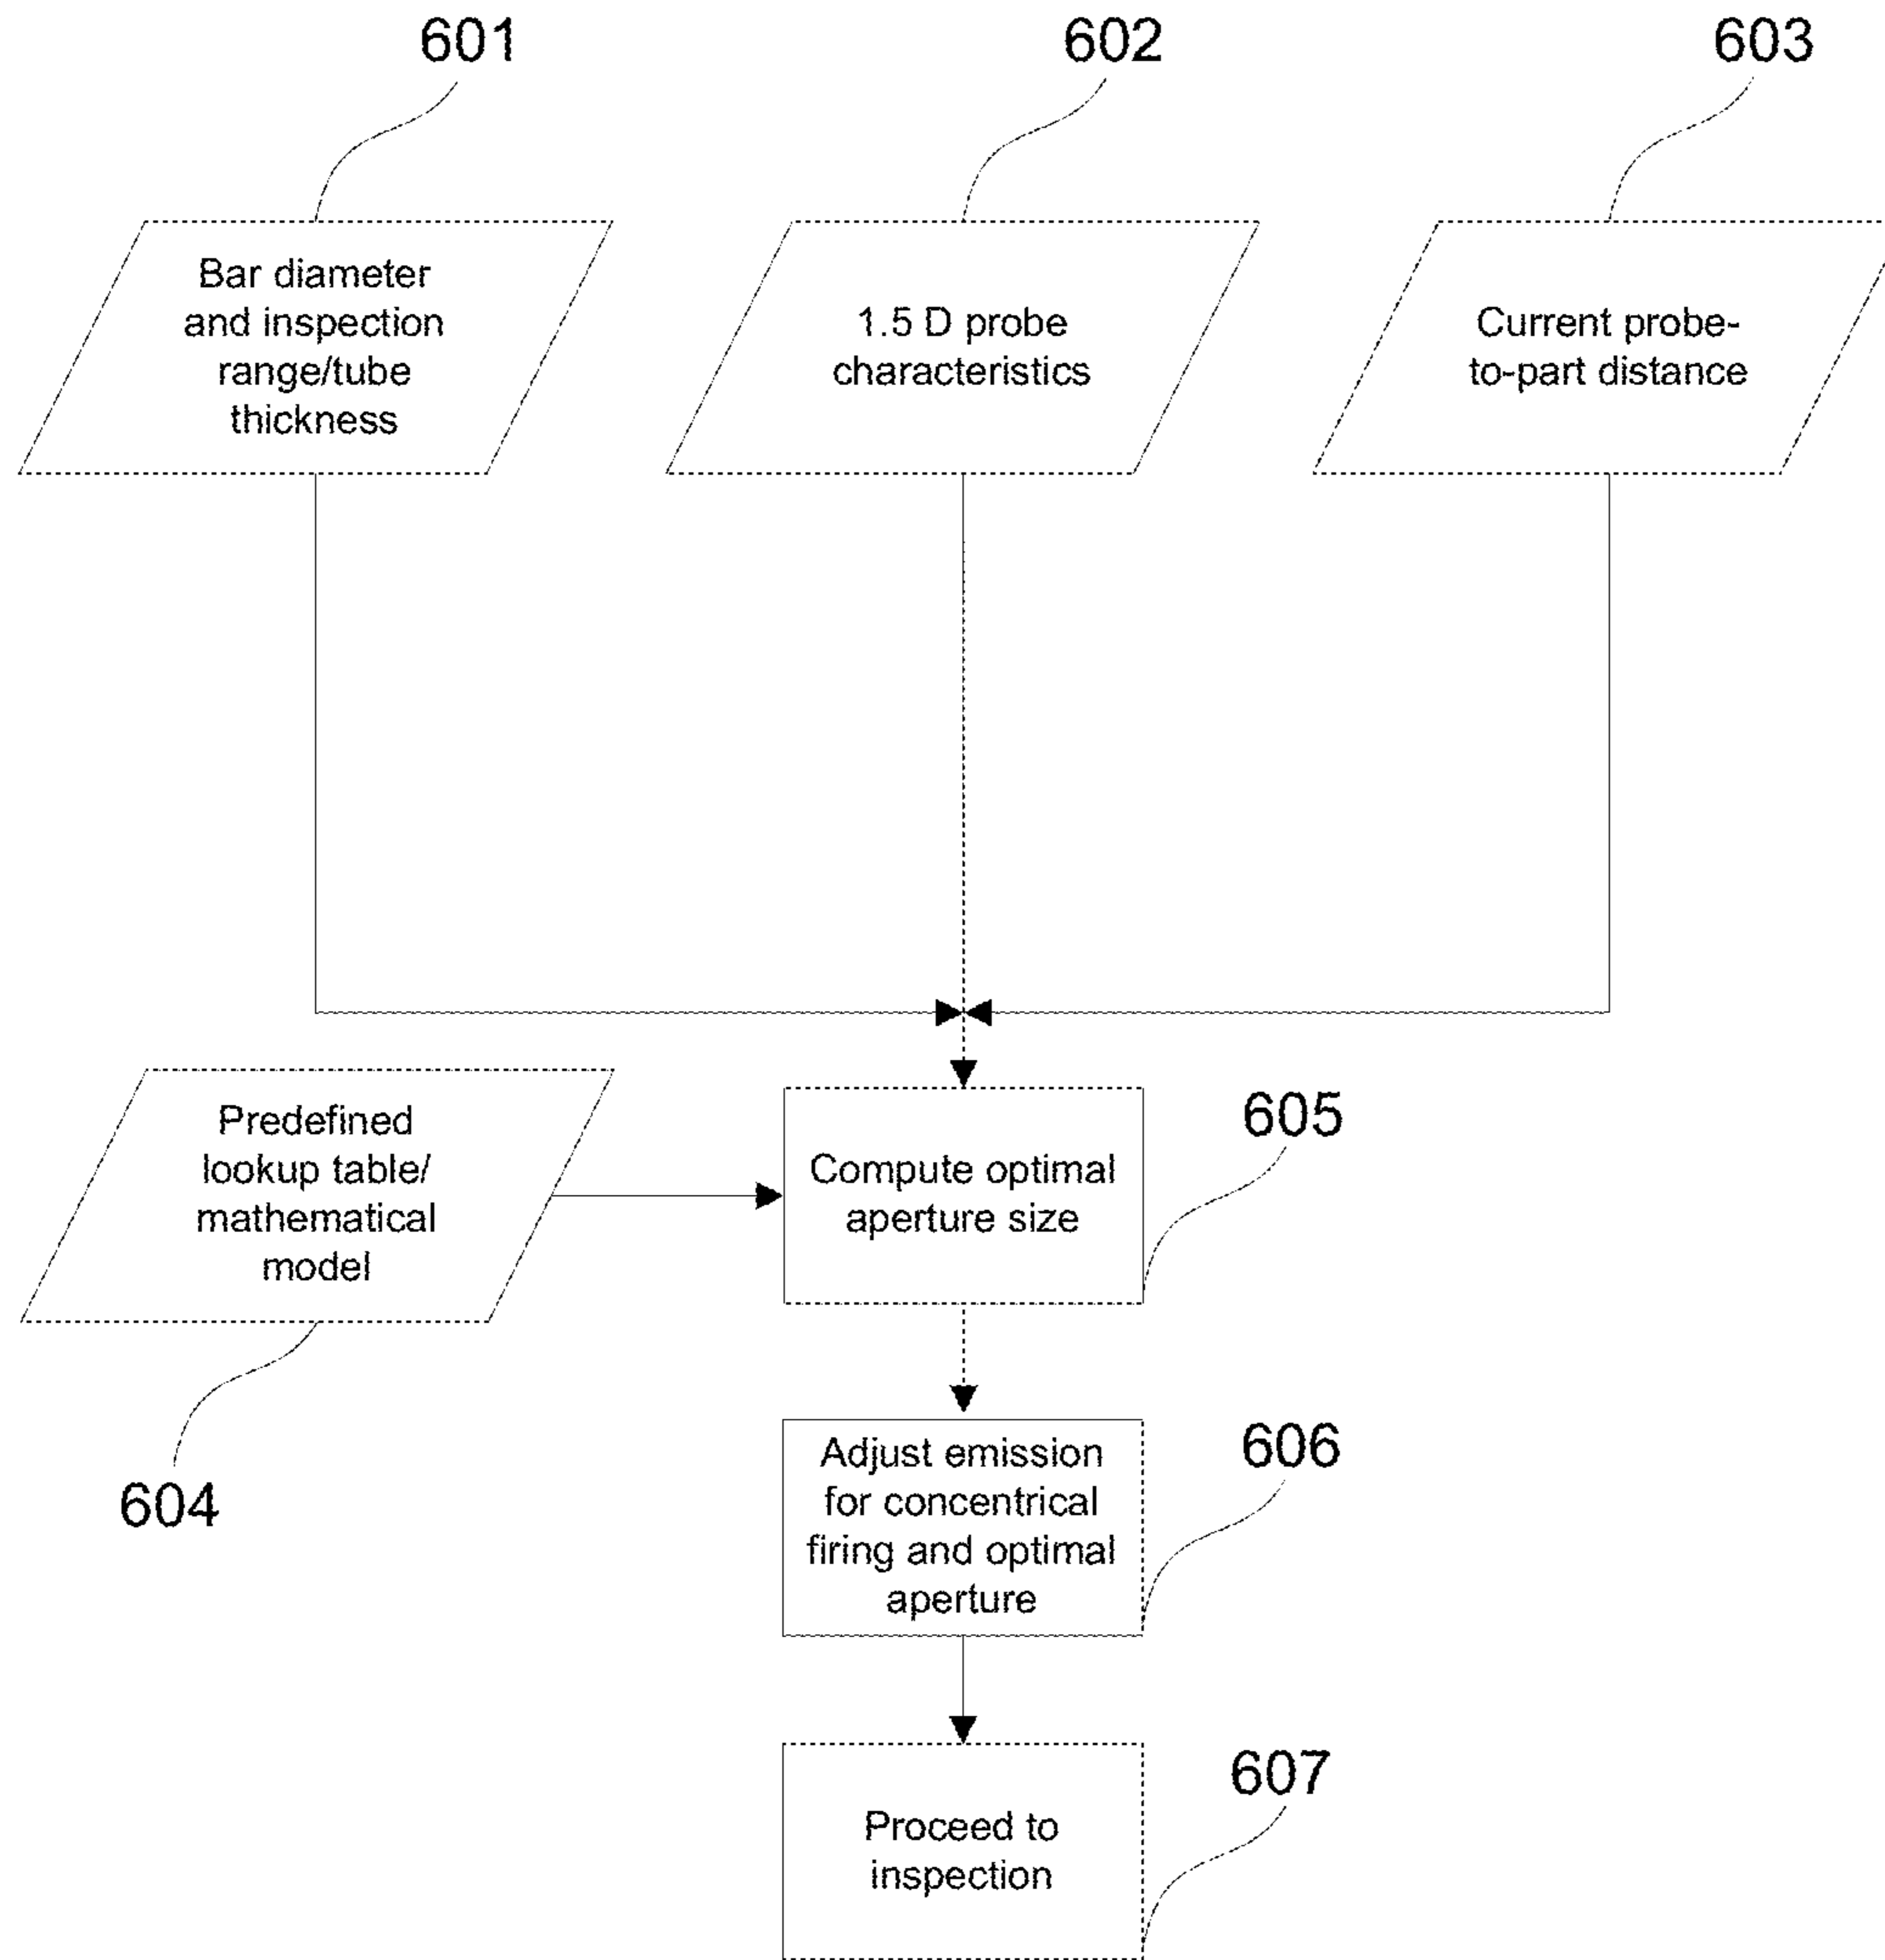 601
602
603
Bar diameter
and inspection
range/tube
thickness
1.5 D probe
characteristics
Current probe-
to-part distance
Predefined
lookup table/
mathematical
model
604
Compute optimal
aperture size
605
Adjust emission
for concentrical
firing and optimal
aperture
606
Proceed to
inspection
607